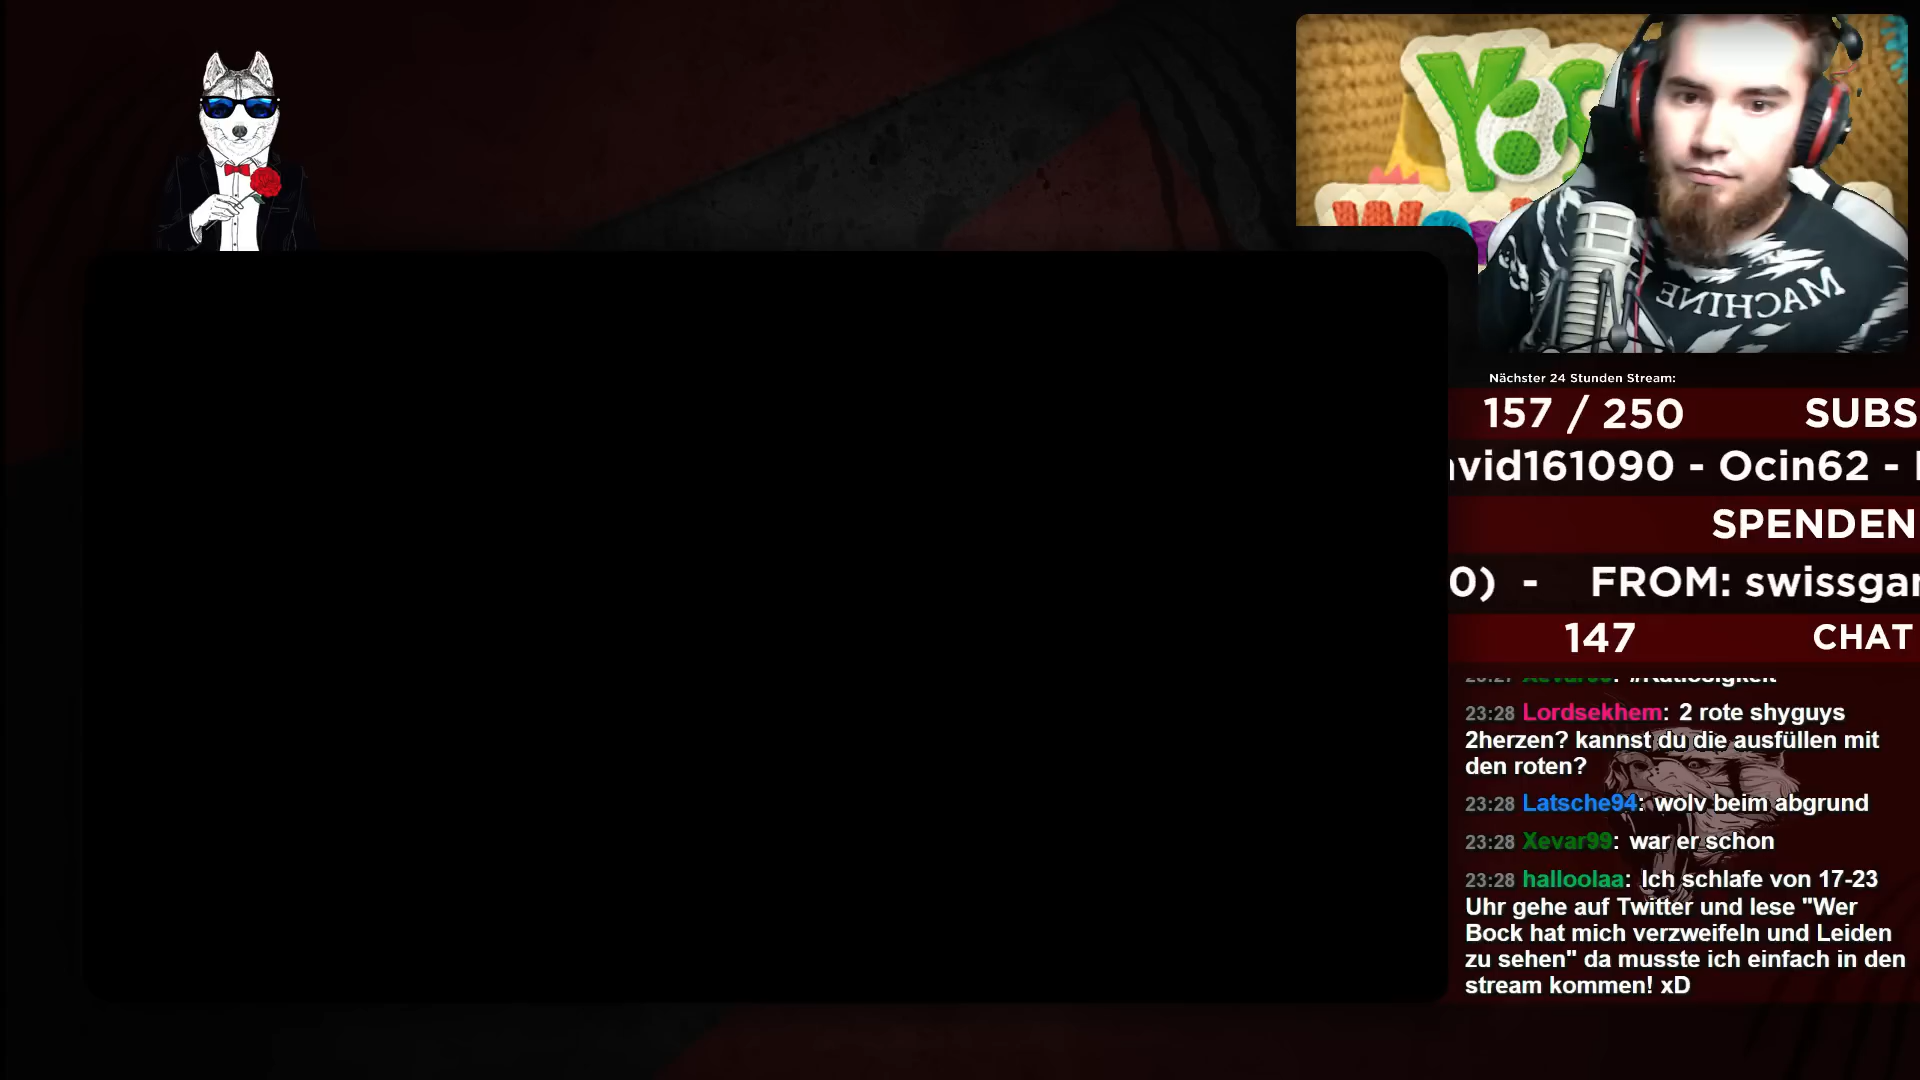 MACHINE
Nächster 24 Stunden Stream:
157 / 250 SUBS
vid161090 - Ocin62 -
SPENDEN
0) - FROM: swissgar
147 CHAT
23:28 Lordsekhem: 2 rote shyguys
2herzen? kannst du die ausfüllen mit
den roten?
23:28 Latsche94: wolv beim abgrund
23:28 Xevar99: war er schon
23:28 halloolaa: Ich schlafe von 17-23
Uhr gehe auf Twitter und lese "Wer
Bock hat mich verzweifeln und Leiden
zu sehen" da musste ich einfach in den
stream kommen! xD